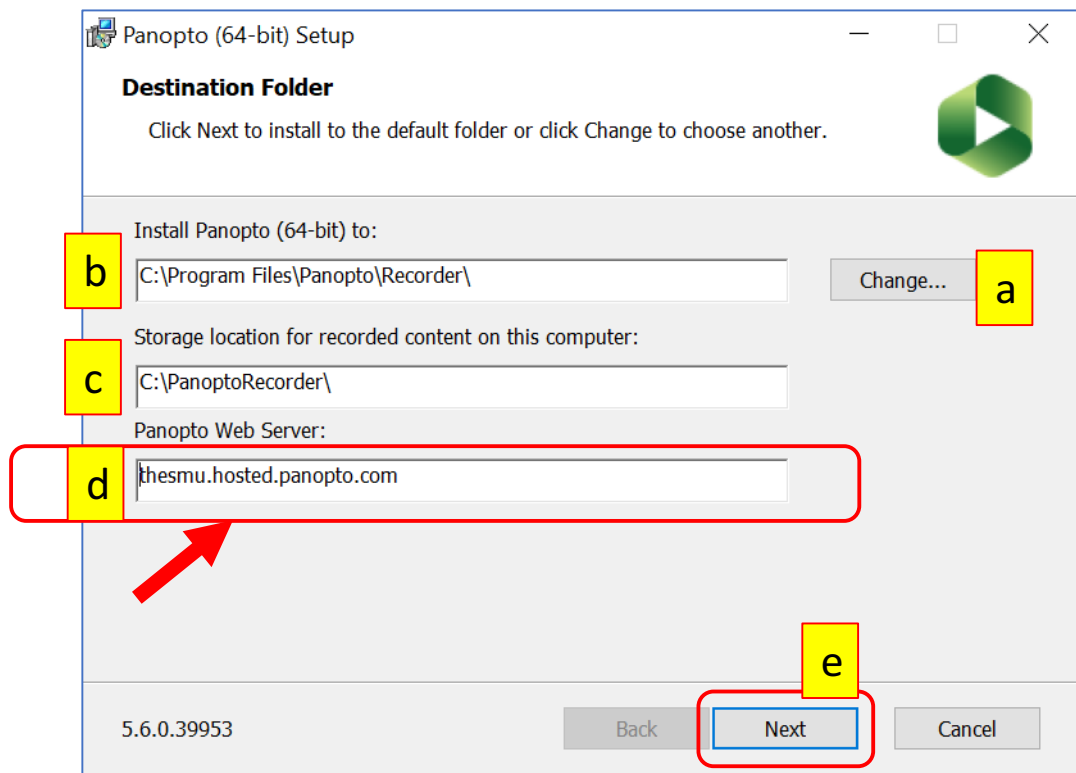 Panopto (64-bit) Setup
Destination Folder
Click Next to install to the default folder or click Change to choose another.
Install Panopto (64-bit) to:
b
C:\Program Files\Panopto\Recorder\
Change...
a
Storage location for recorded content on this computer:
c
C:\PanoptoRecorder\
Panopto Web Server:
d
thesmu.hosted.panopto.com
e
5.6.0.39953
Back
Next
Cancel